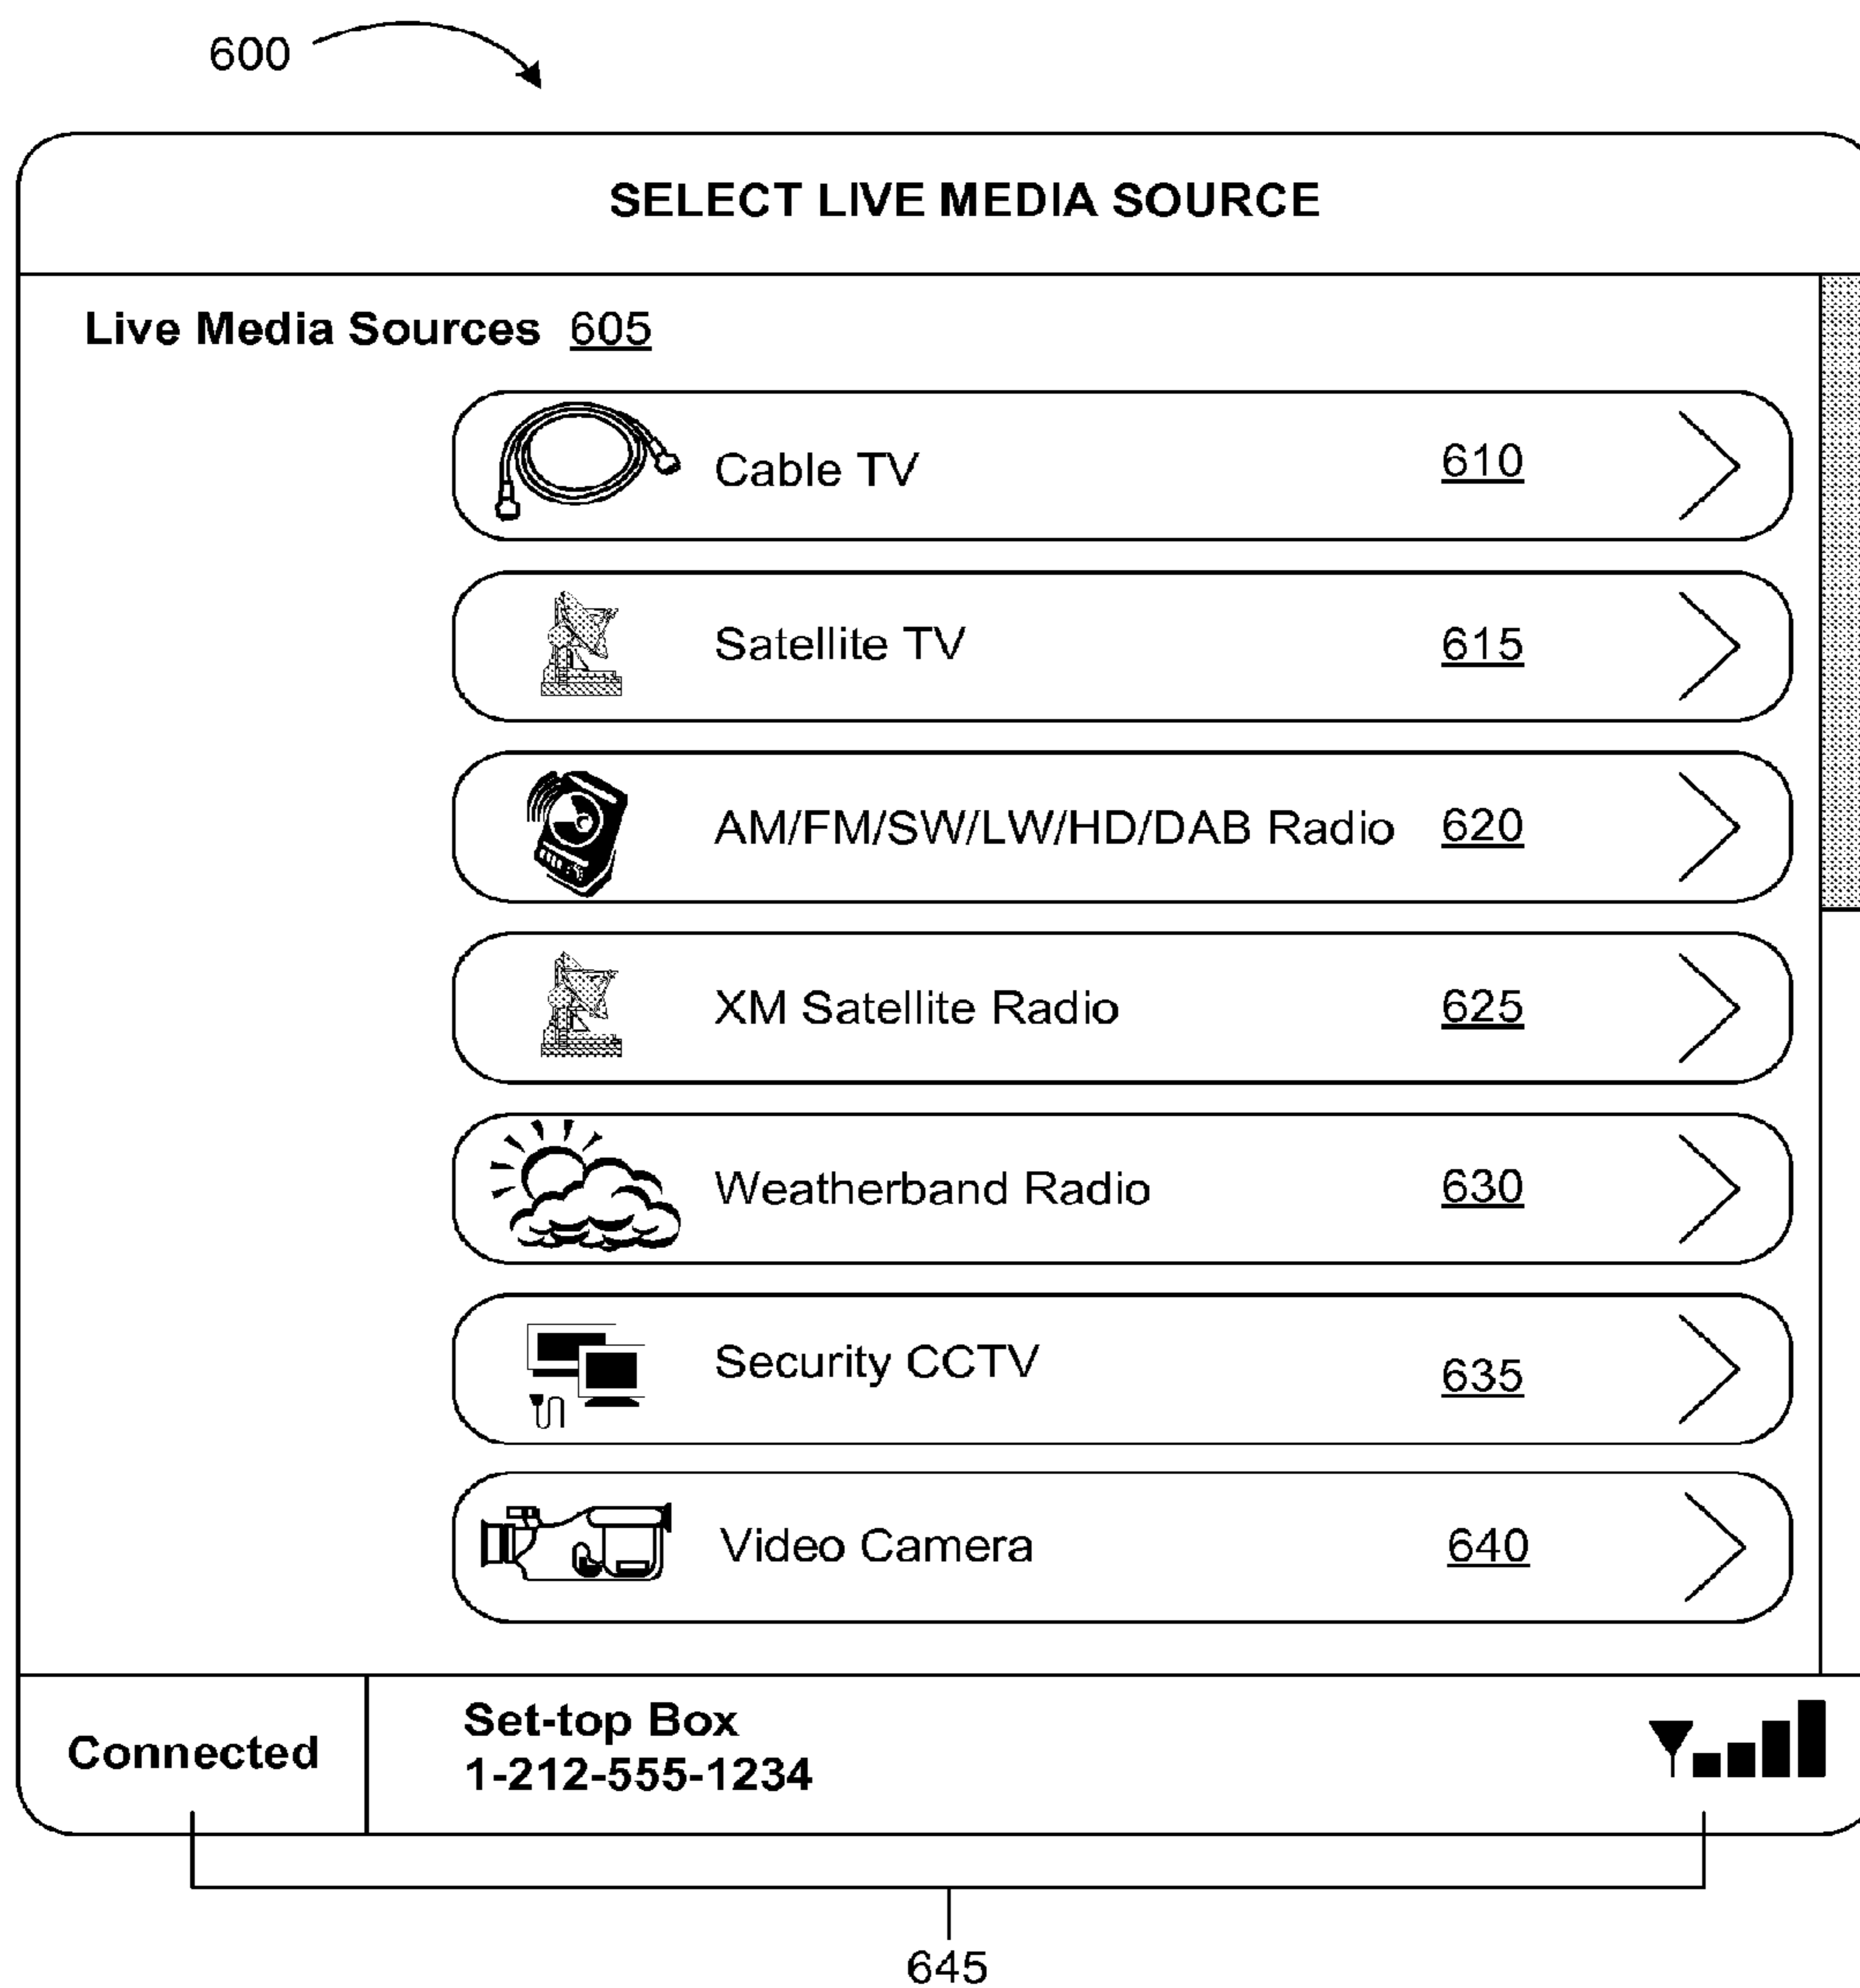 600
SELECT LIVE MEDIA SOURCE
Live Media Sources 605
Cable TV 610
Satellite TV 615
AM/FM/SW/LW/HD/DAB Radio 620
XM Satellite Radio 625
Weatherband Radio 630
Security CCTV 635
Video Camera 640
Connected
Set-top Box
1-212-555-1234
645